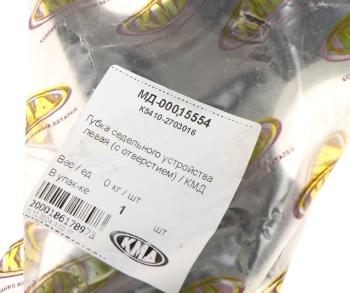 МД-00015554
К5410-2703016
Губка седельного устройства
левая (с отверстием) / КМД
Вес / ед. 0 кг / шт
В упак-ке 1 шт
2000186178973
КМД